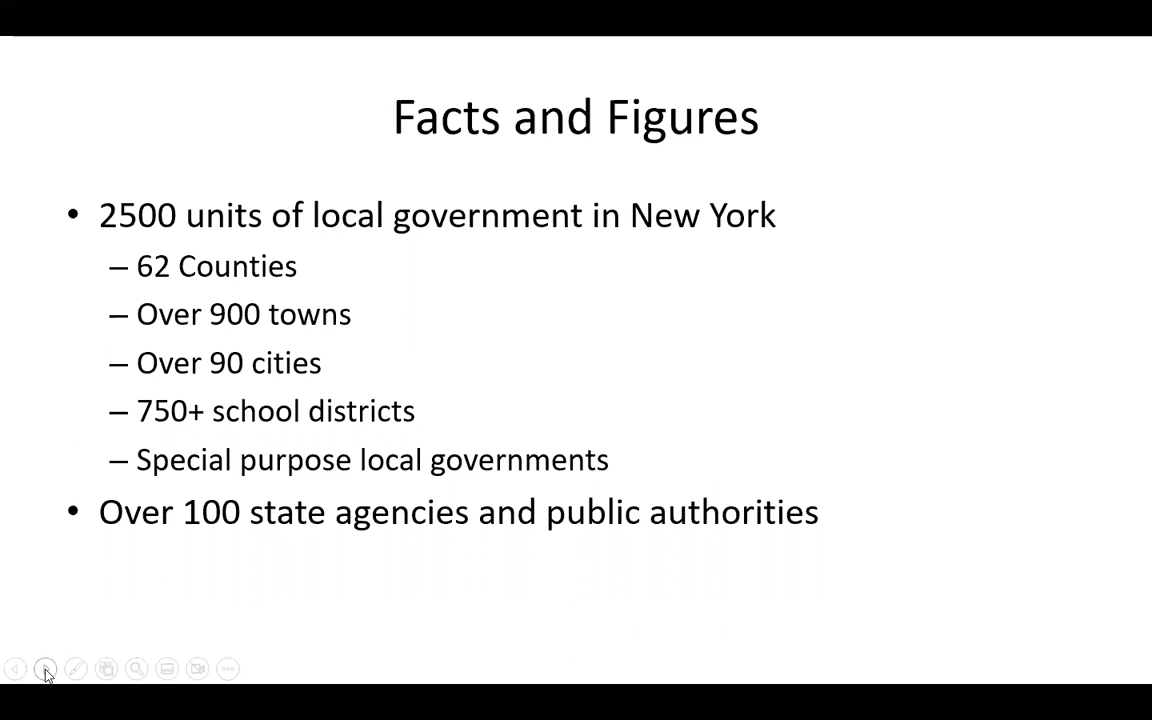 Facts and Figures
• 2500 units of local government in New York
– 62 Counties
– Over 900 towns
– Over 90 cities
– 750+ school districts
– Special purpose local governments
• Over 100 state agencies and public authorities